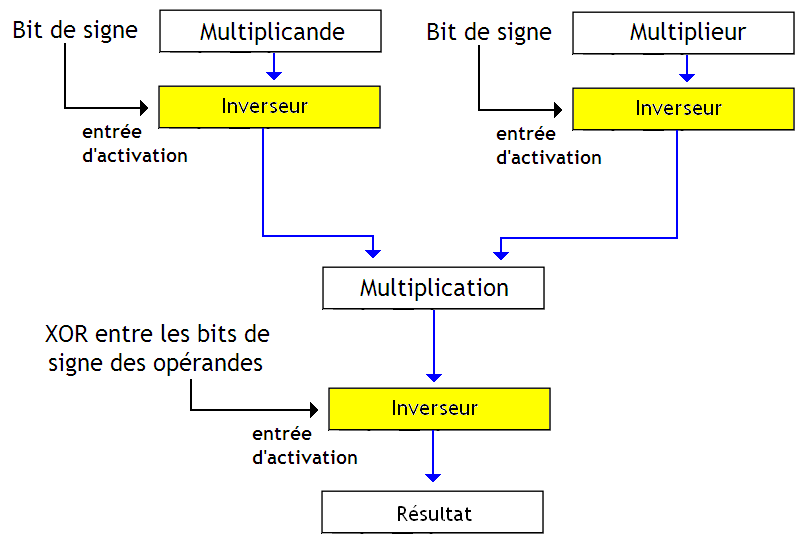 Bit de signe
Multiplicande
Bit de signe
Multiplieur
Inverseur
Inverseur
entrée
d'activation
entrée
d'activation
Multiplication
XOR entre les bits de
signe des opérandes
Inverseur
entrée
d'activation
Résultat